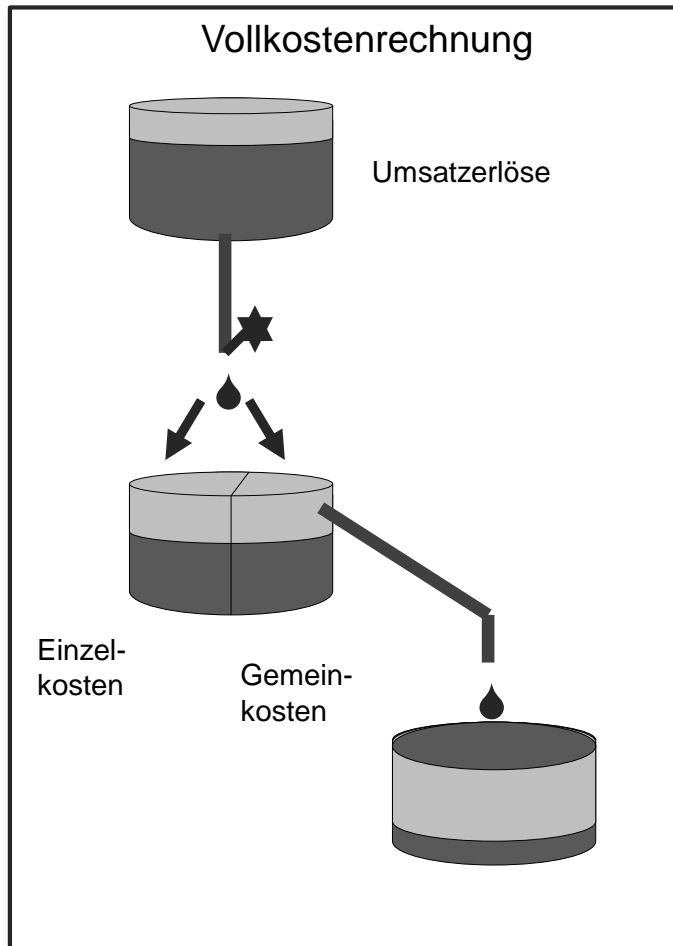 Vollkostenrechnung
Umsatzerlöse
Einzel-
kosten
Gemein-
kosten